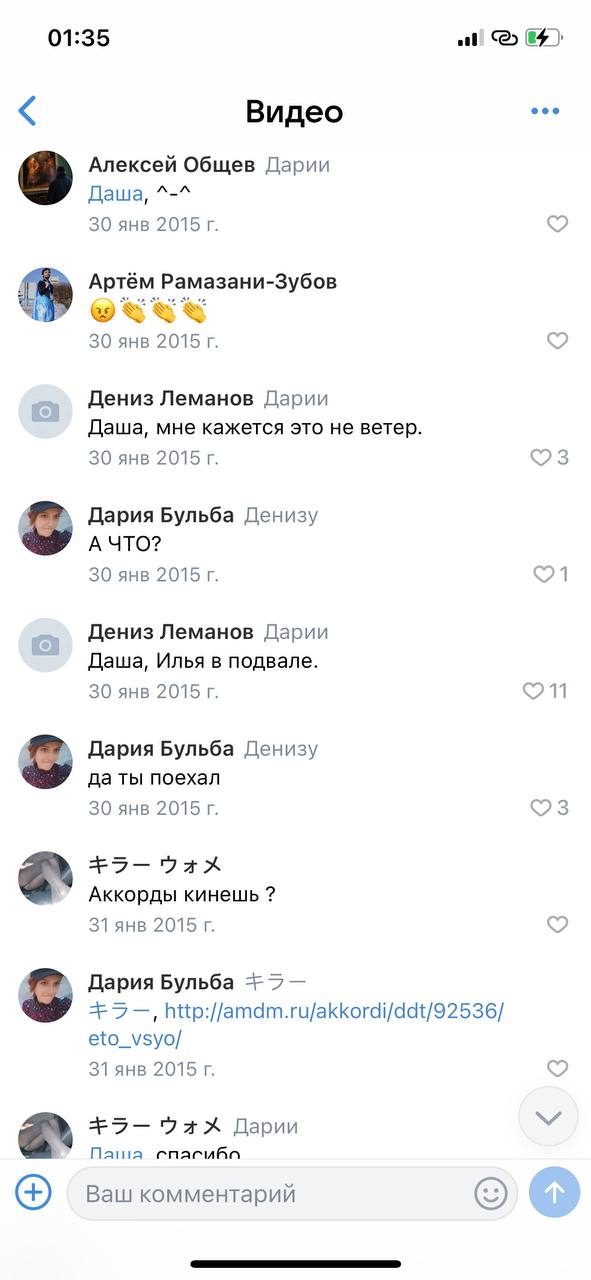 01:35
Видео
Алексей Общев Дарии
Даша, ^-^
30 янв 2015 г.
Артём Рамазани-Зубов
😠👏👏👏
30 янв 2015 г.
Дениз Леманов Дарии
Даша, мне кажется это не ветер.
30 янв 2015 г. 3
Дария Бульба Денизу
А ЧТО?
30 янв 2015 г. 1
Дениз Леманов Дарии
Даша, Илья в подвале.
30 янв 2015 г. 11
Дария Бульба Денизу
да ты поехал
30 янв 2015 г. 3
キラー ウォメ
Аккорды кинешь ?
31 янв 2015 г.
Дария Бульба キラー
キラー, http://amdm.ru/akkordi/ddt/92536/
eto_vsyo/
31 янв 2015 г.
キラー ウォメ Дарии
Даша, спасибо
Ваш комментарий